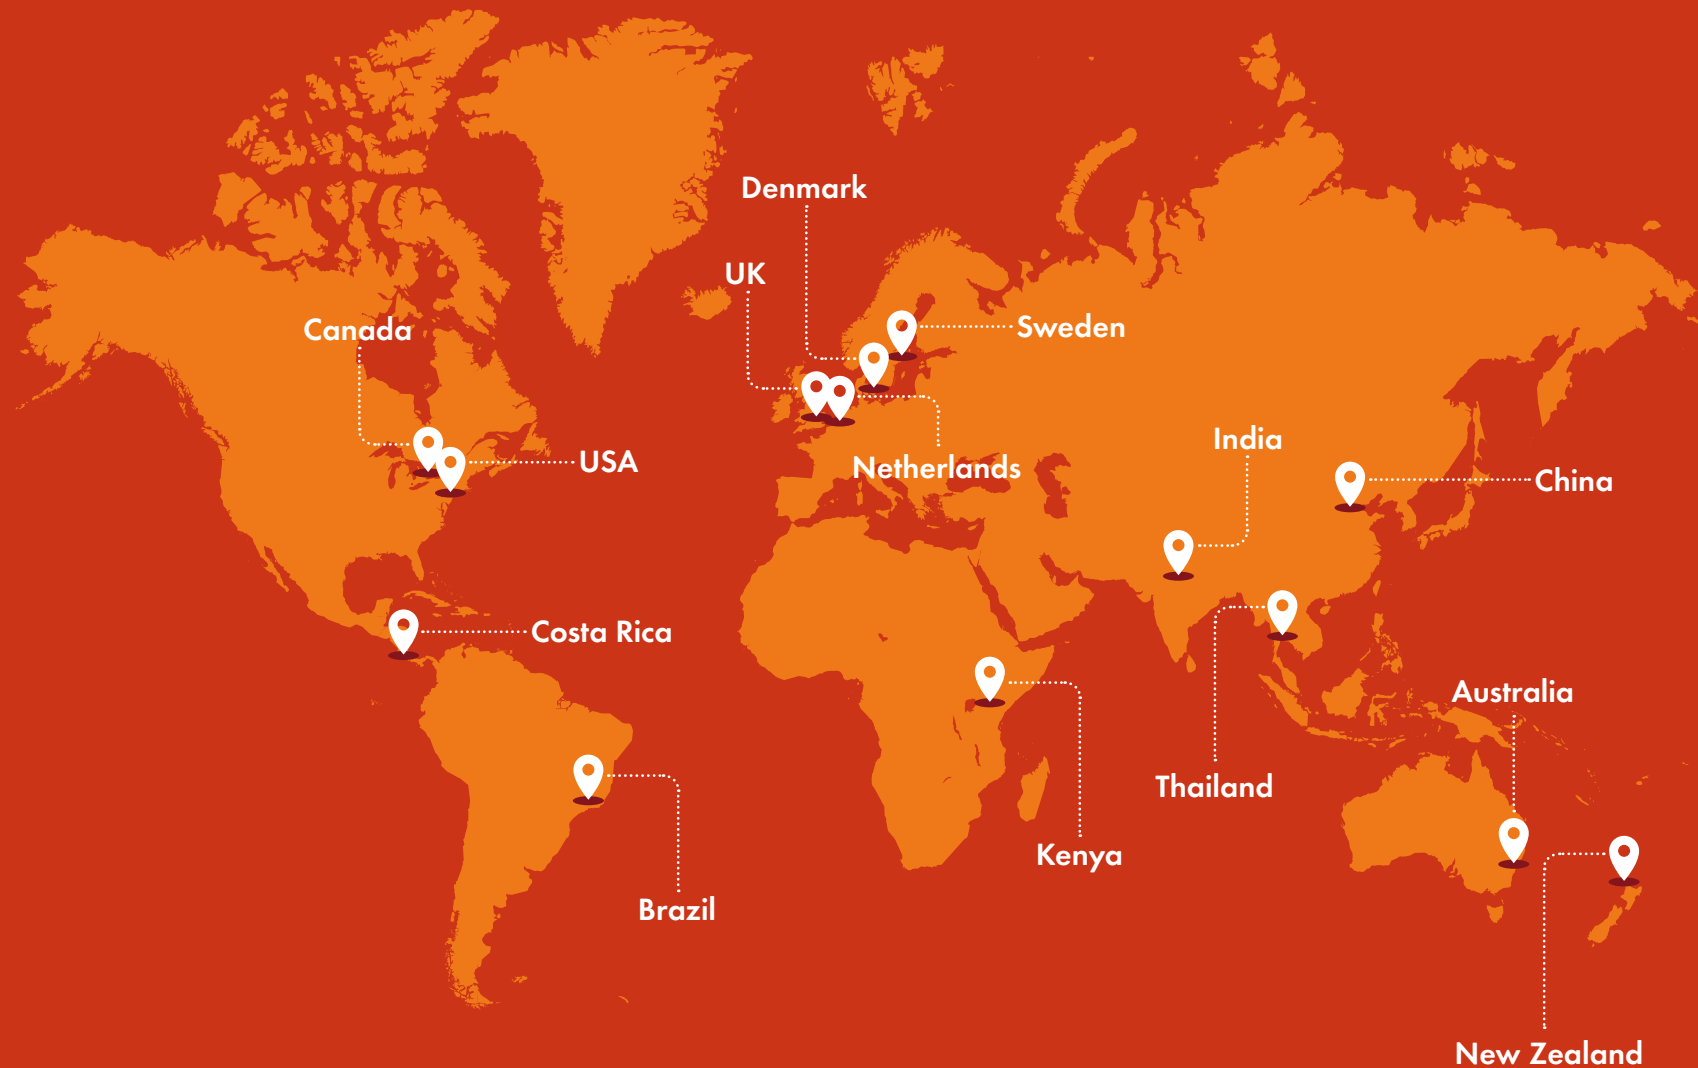 Denmark
UK
Canada
Sweden
USA
Netherlands
India
China
Costa Rica
Australia
Thailand
Kenya
Brazil
New Zealand